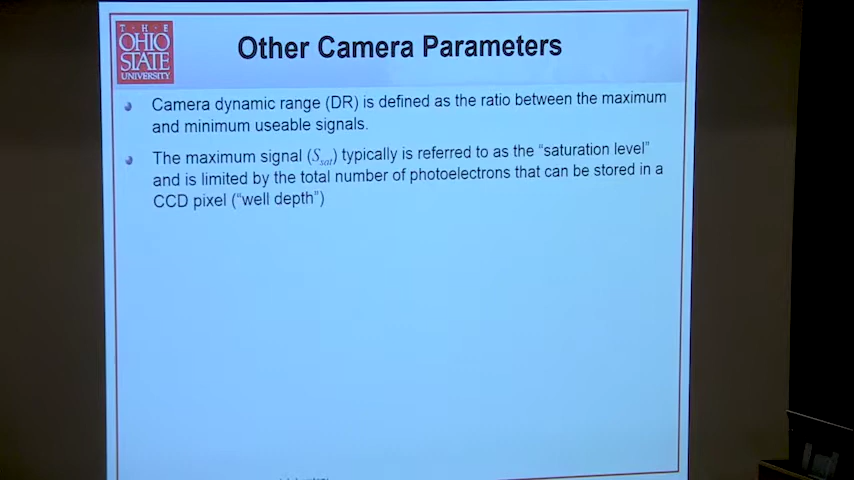 T · H · E
OHIO
STATE
UNIVERSITY
Other Camera Parameters
Camera dynamic range (DR) is defined as the ratio between the maximum
and minimum useable signals.
The maximum signal (Ssat) typically is referred to as the “saturation level”
and is limited by the total number of photoelectrons that can be stored in a
CCD pixel (“well depth”)